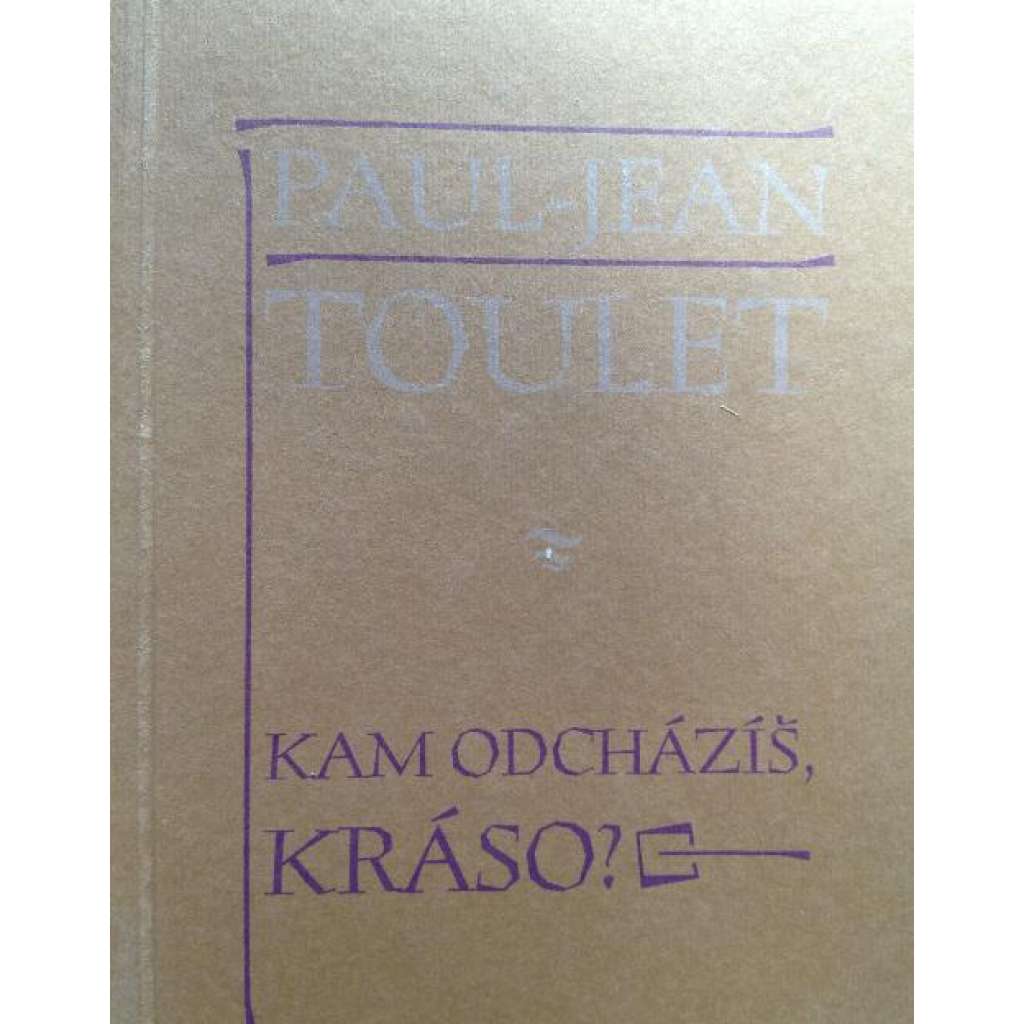 PAUL-JEAN
TOULET
KAM ODCHÁZÍŠ,
KRÁSO?